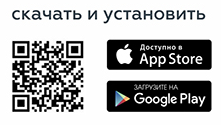 скачать и установить
Доступно в
App Store
ЗАГРУЗИТЕ НА
Google Play